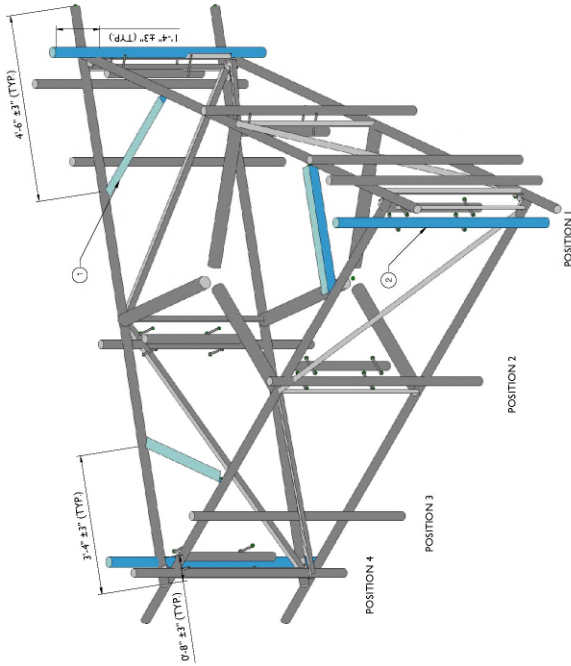 4'-6" ±3" (TYP.)
1'-4" ±3" (TYP.)
1
3'-4" ±3" (TYP.)
0'-8" ±3" (TYP.)
2
POSITION 1
POSITION 2
POSITION 3
POSITION 4